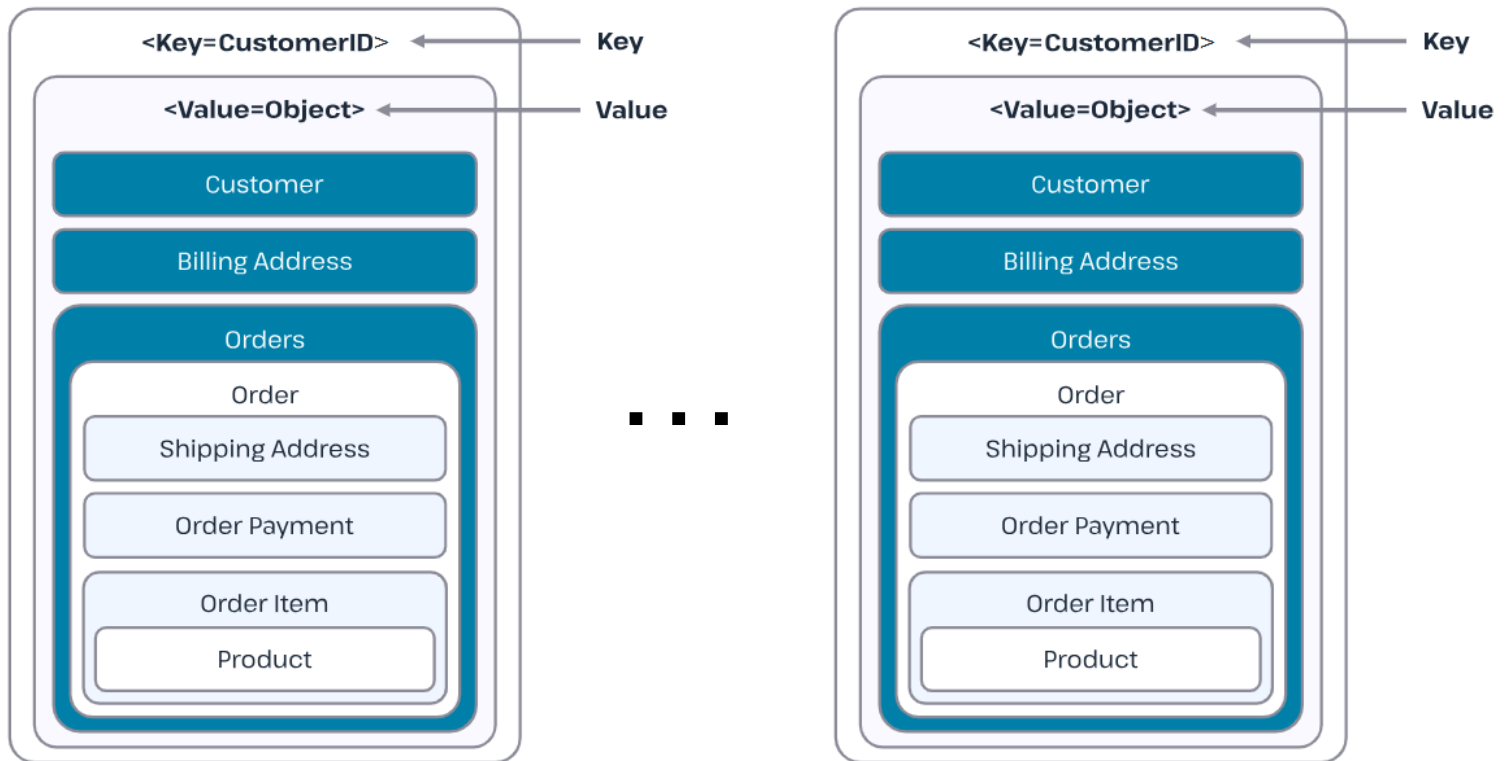 <Key=CustomerID>
Key
<Value=Object>
Value
Customer
Billing Address
Orders
Order
Shipping Address
Order Payment
Order Item
Product
<Key=CustomerID>
Key
<Value=Object>
Value
Customer
Billing Address
Orders
Order
Shipping Address
Order Payment
Order Item
Product